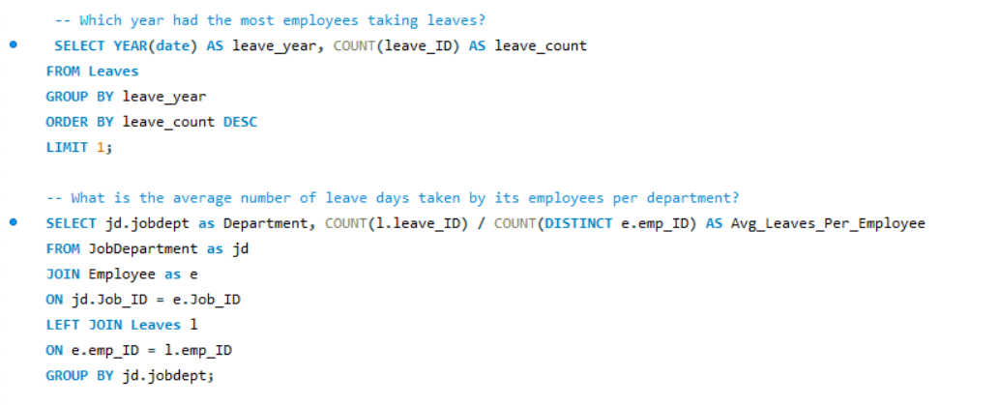 -- Which year had the most employees taking leaves?
SELECT YEAR(date) AS leave_year, COUNT(leave_ID) AS leave_count
FROM Leaves
GROUP BY leave_year
ORDER BY leave_count DESC
LIMIT 1;
-- What is the average number of leave days taken by its employees per department?
SELECT jd.jobdept as Department, COUNT(l.leave_ID) / COUNT(DISTINCT e.emp_ID) AS Avg_Leaves_Per_Employee
FROM JobDepartment as jd
JOIN Employee as e
ON jd.Job_ID = e.Job_ID
LEFT JOIN Leaves l
ON e.emp_ID = l.emp_ID
GROUP BY jd.jobdept;